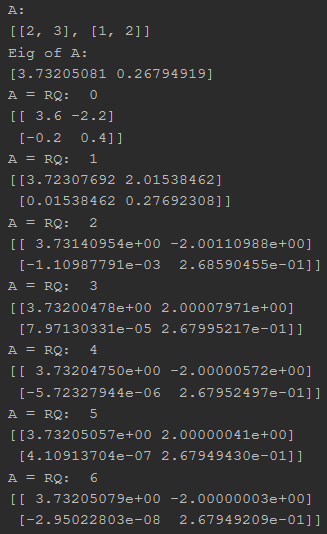 A:
[[2, 3], [1, 2]]
Eig of A:
[3.73205081 0.26794919]
A = RQ:  0
[[ 3.6 -2.2]
 [-0.2  0.4]]
A = RQ:  1
[[3.72307692 2.01538462]
 [0.01538462 0.27692308]]
A = RQ:  2
[[ 3.73140954e+00 -2.00110988e+00]
 [-1.10987791e-03  2.68590455e-01]]
A = RQ:  3
[[3.73200478e+00 2.00007971e+00]
 [7.97130331e-05 2.67995217e-01]]
A = RQ:  4
[[ 3.73204750e+00 -2.00000572e+00]
 [-5.72327944e-06  2.67952497e-01]]
A = RQ:  5
[[3.73205057e+00 2.00000041e+00]
 [4.10913704e-07 2.67949430e-01]]
A = RQ:  6
[[ 3.73205079e+00 -2.00000003e+00]
 [-2.95022803e-08  2.67949209e-01]]